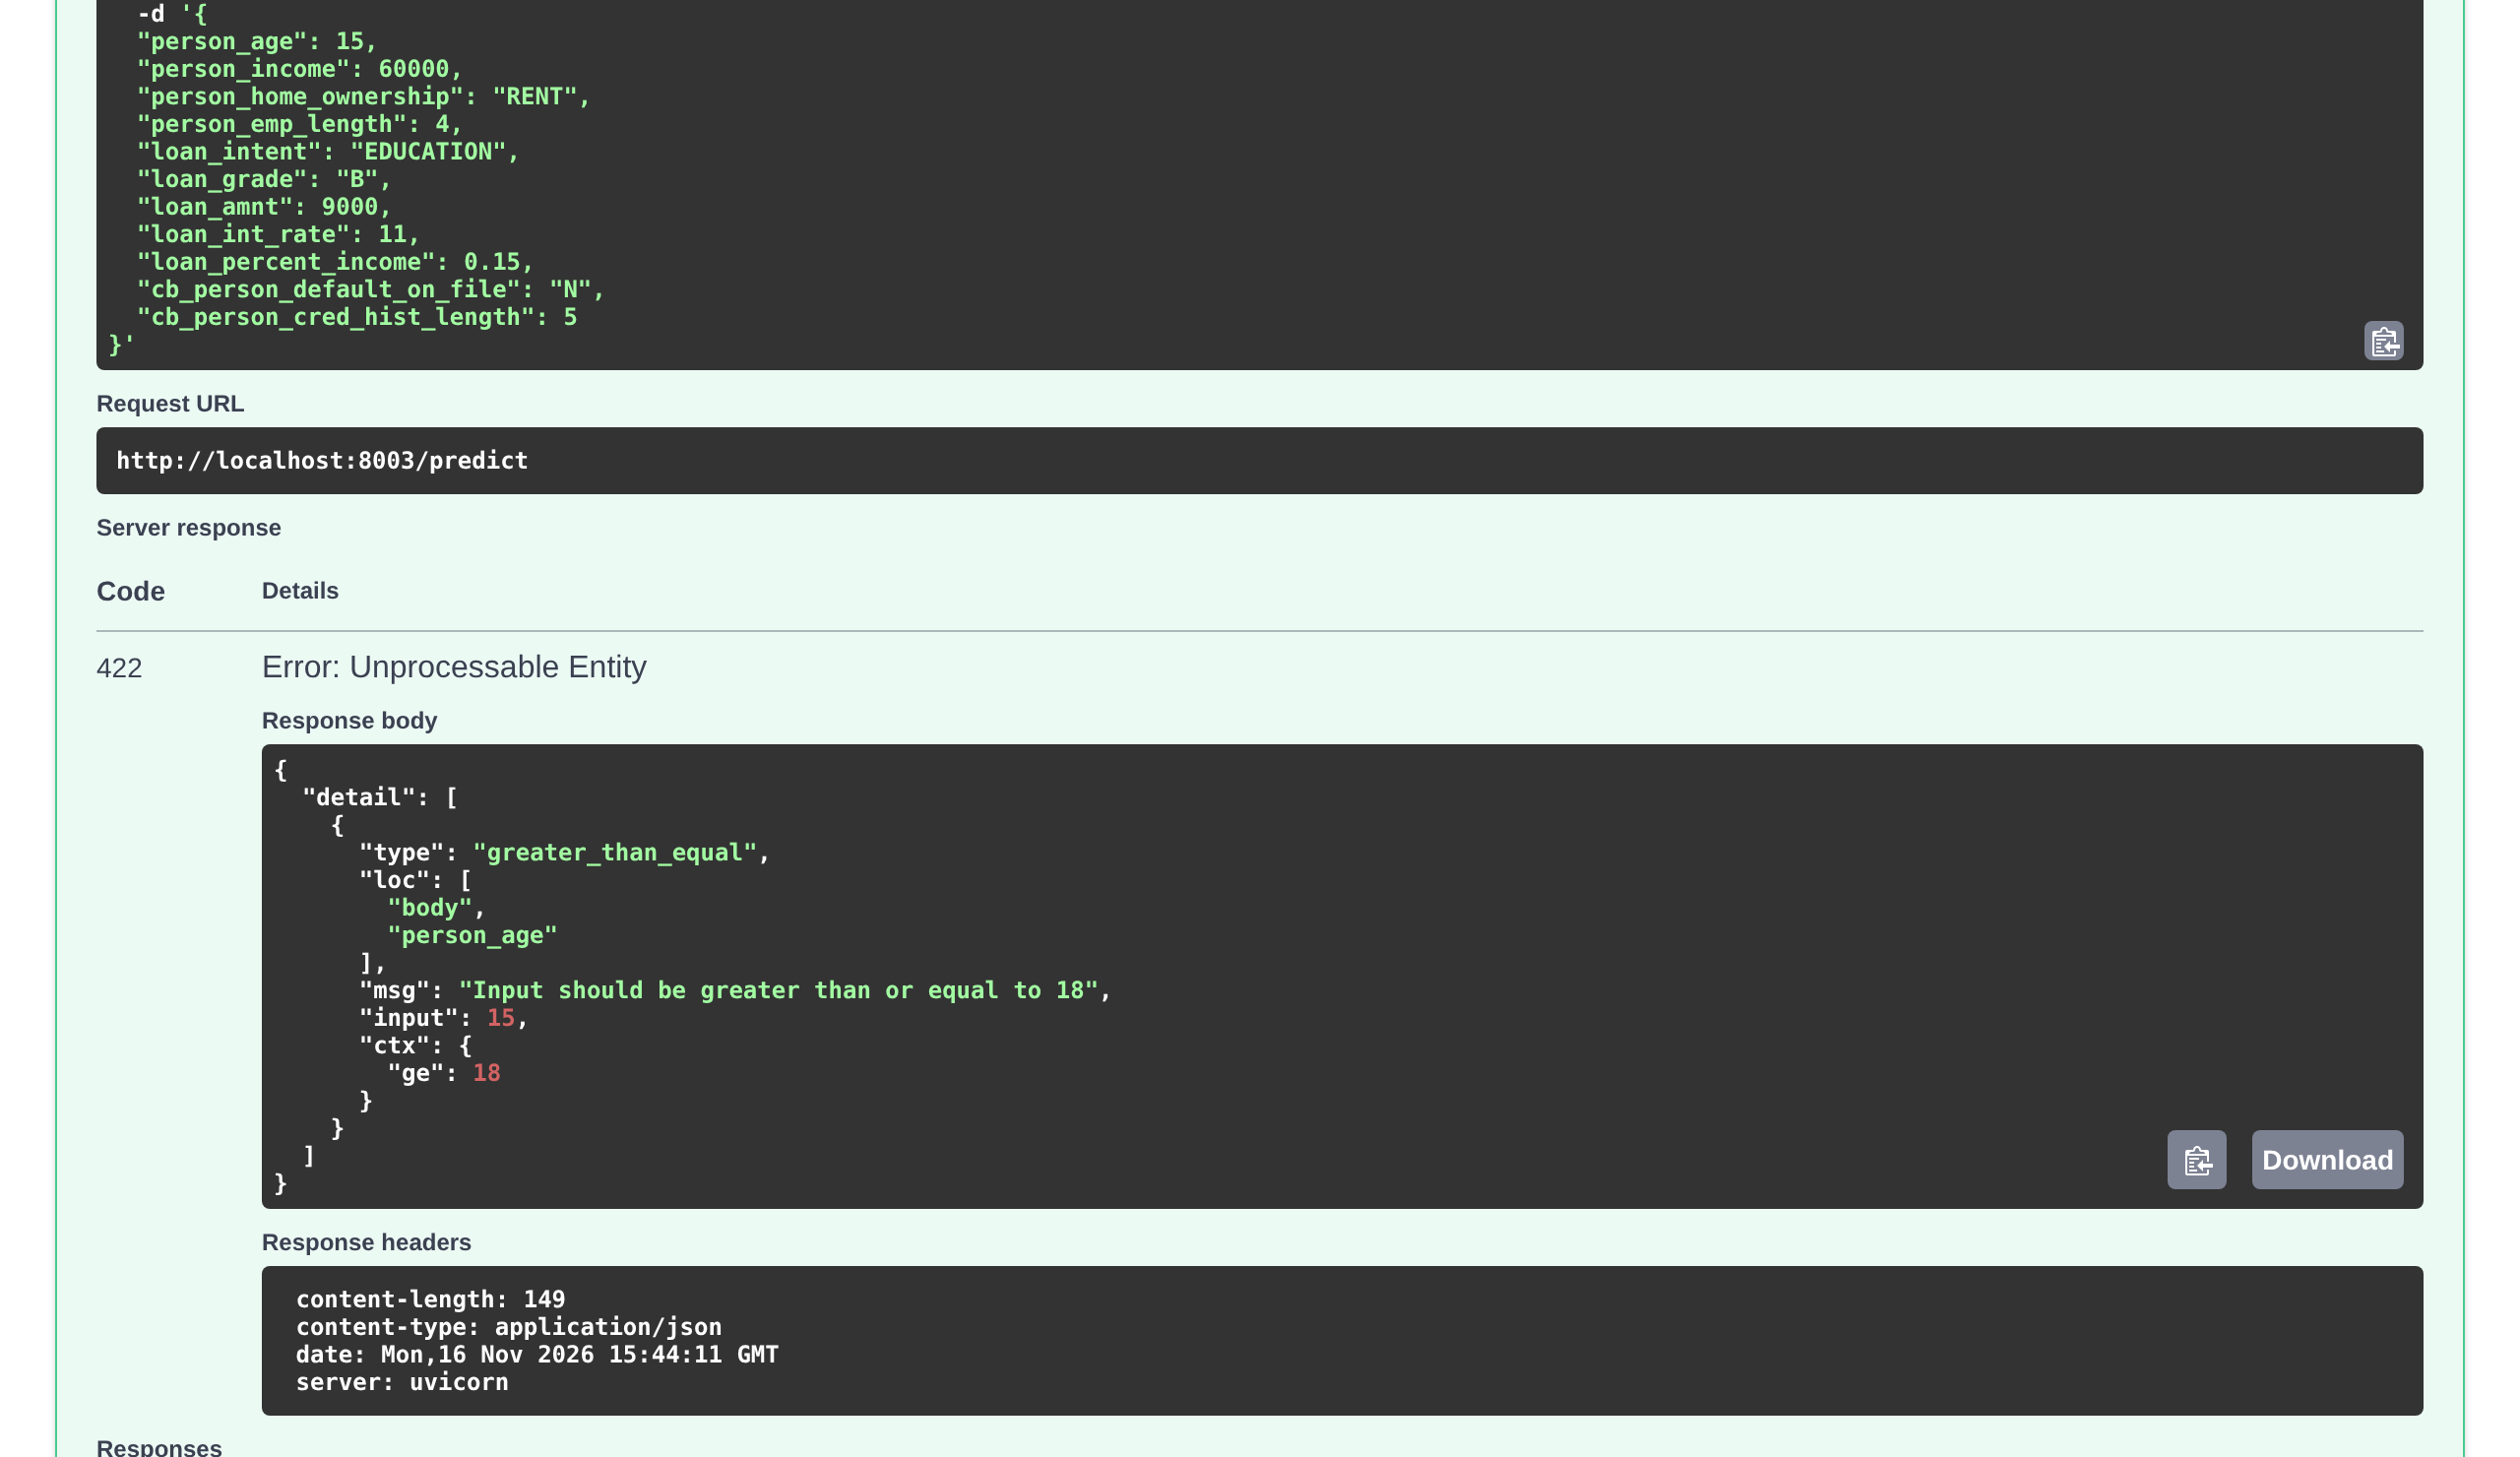 -d '{
"person_age": 15,
"person_income": 60000,
"person_home_ownership": "RENT",
"person_emp_length": 4,
"loan_intent": "EDUCATION",
"loan_grade": "B",
"loan_amnt": 9000,
"loan_int_rate": 11,
"loan_percent_income": 0.15,
"cb_person_default_on_file": "N",
"cb_person_cred_hist_length": 5
}'
Request URL
http://localhost:8003/predict
Server response
Code Details
422 Error: Unprocessable Entity
Response body
{
"detail": [
{
"type": "greater_than_equal",
"loc": [
"body",
"person_age"
],
"msg": "Input should be greater than or equal to 18",
"input": 15,
"ctx": {
"ge": 18
}
}
]
}
Download
Response headers
content-length: 149
content-type: application/json
date: Mon,16 Nov 2026 15:44:11 GMT
server: uvicorn
Responses